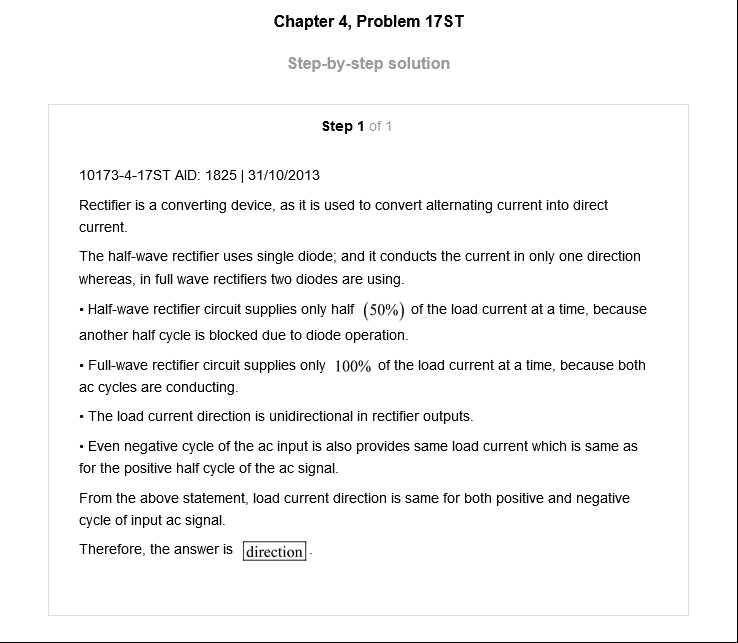 Chapter 4, Problem 17ST
Step-by-step solution
Step 1 of 1
10173-4-17ST AID: 1825 | 31/10/2013
Rectifier is a converting device, as it is used to convert alternating current into direct
current.
The half-wave rectifier uses single diode; and it conducts the current in only one direction
whereas, in full wave rectifiers two diodes are using.
• Half-wave rectifier circuit supplies only half (50%) of the load current at a time, because
another half cycle is blocked due to diode operation.
• Full-wave rectifier circuit supplies only 100% of the load current at a time, because both
ac cycles are conducting.
• The load current direction is unidirectional in rectifier outputs.
• Even negative cycle of the ac input is also provides same load current which is same as
for the positive half cycle of the ac signal.
From the above statement, load current direction is same for both positive and negative
cycle of input ac signal.
Therefore, the answer is direction.